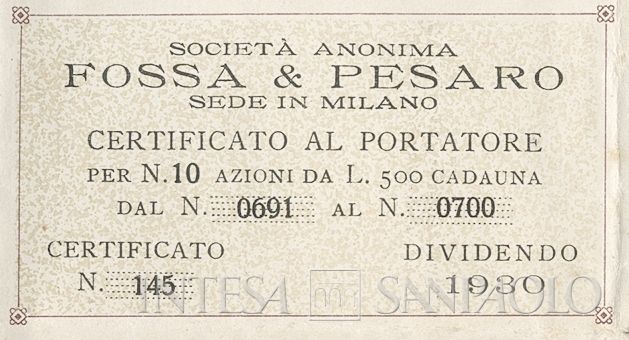 SOCIETÀ ANONIMA
FOSSA & PESARO
SEDE IN MILANO
CERTIFICATO AL PORTATORE
PER N. 10 AZIONI DA L. 500 CADAUNA
DAL N. 0691 AL N. 0700
CERTIFICATO DIVIDENDO
N. 145 1930
INTESA SANPAOLO